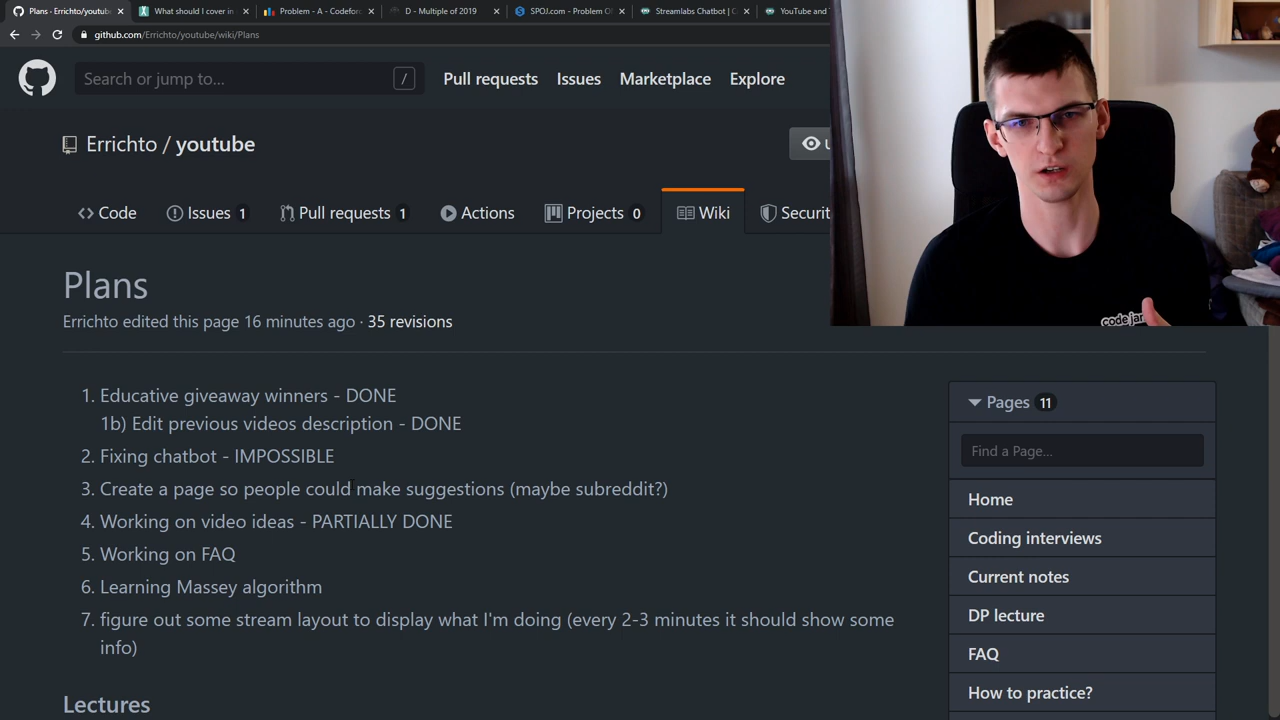 Plans · Errichto/youtube
What should I cover in
Problem - A - Codeforc
D - Multiple of 2019
SPOJ.com - Problem
Streamlabs Chatbot |
YouTube and
github.com/Errichto/youtube/wiki/Plans
Search or jump to...
/
Pull requests
Issues
Marketplace
Explore
Errichto / youtube
Code
Issues 1
Pull requests 1
Actions
Projects 0
Wiki
Securit
Plans
Errichto edited this page 16 minutes ago · 35 revisions
1. Educative giveaway winners - DONE
1b) Edit previous videos description - DONE
2. Fixing chatbot - IMPOSSIBLE
3. Create a page so people could make suggestions (maybe subreddit?)
4. Working on video ideas - PARTIALLY DONE
5. Working on FAQ
6. Learning Massey algorithm
7. figure out some stream layout to display what I'm doing (every 2-3 minutes it should show some
info)
Lectures
Pages 11
Find a Page...
Home
Coding interviews
Current notes
DP lecture
FAQ
How to practice?
code jam